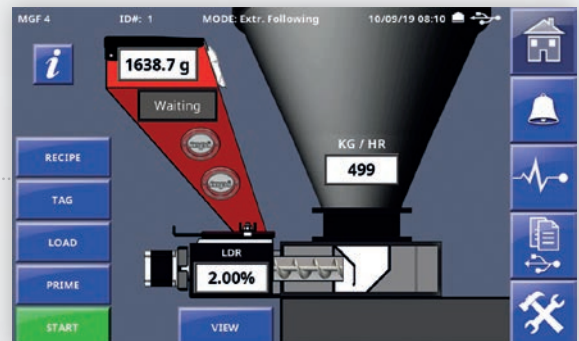 MGF 4 ID#: 1 MODE: Extr. Following 10/09/19 08:10
i
1638.7 g
Waiting
KG / HR
499
RECIPE
TAG
LOAD
LDR
PRIME
2.00%
START
VIEW